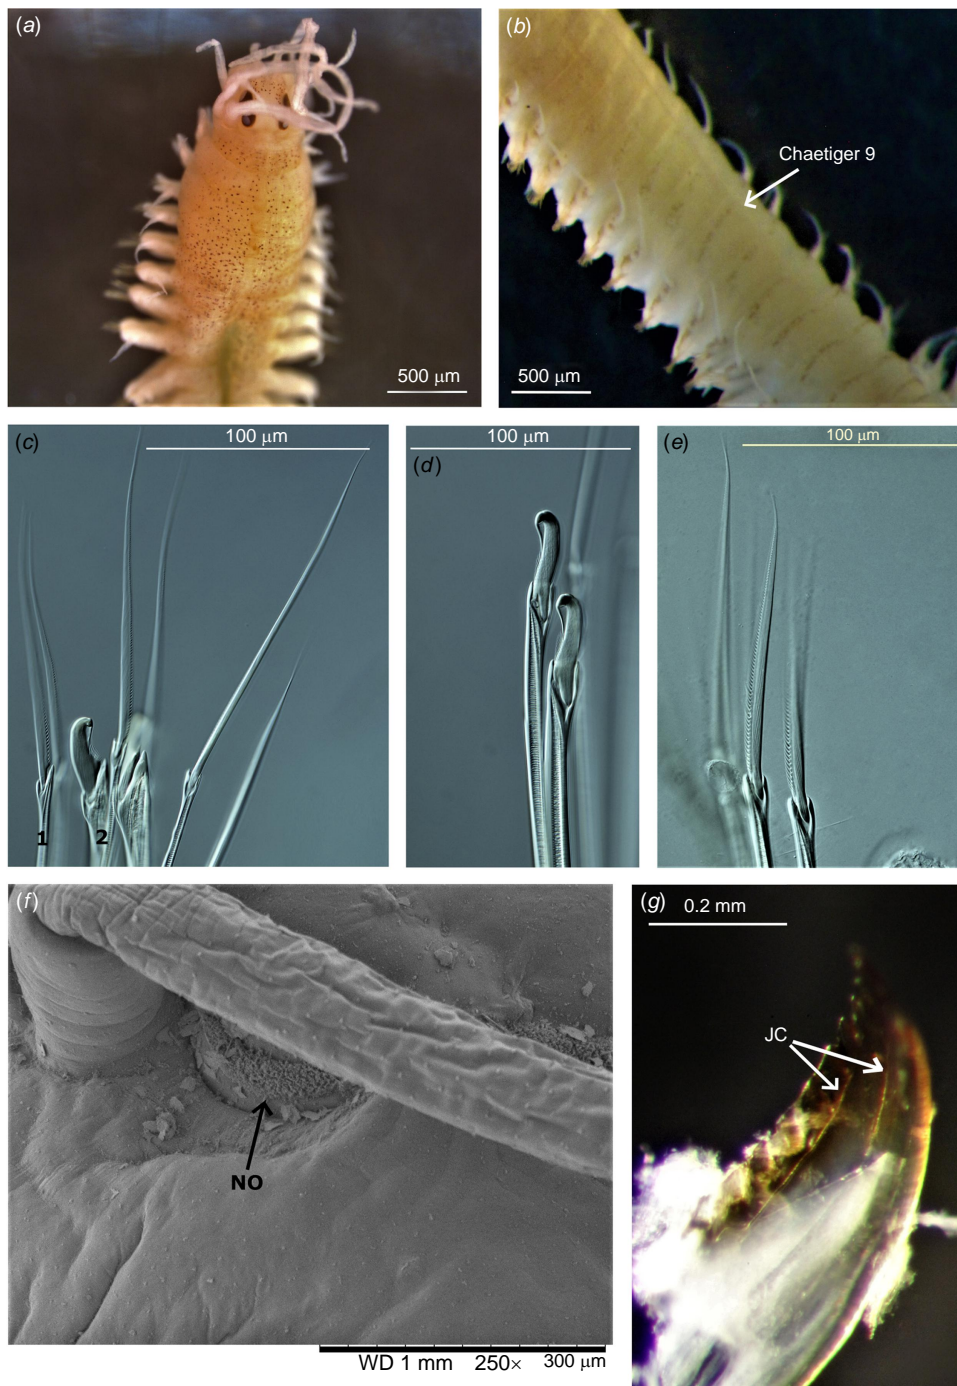 (a)
500 μm
(b)
Chaetiger 9
500 μm
(c)
100 μm
1
2
(d)
100 μm
(e)
100 μm
(f)
NO
WD 1 mm 250× 300 μm
(g)
0.2 mm
JC